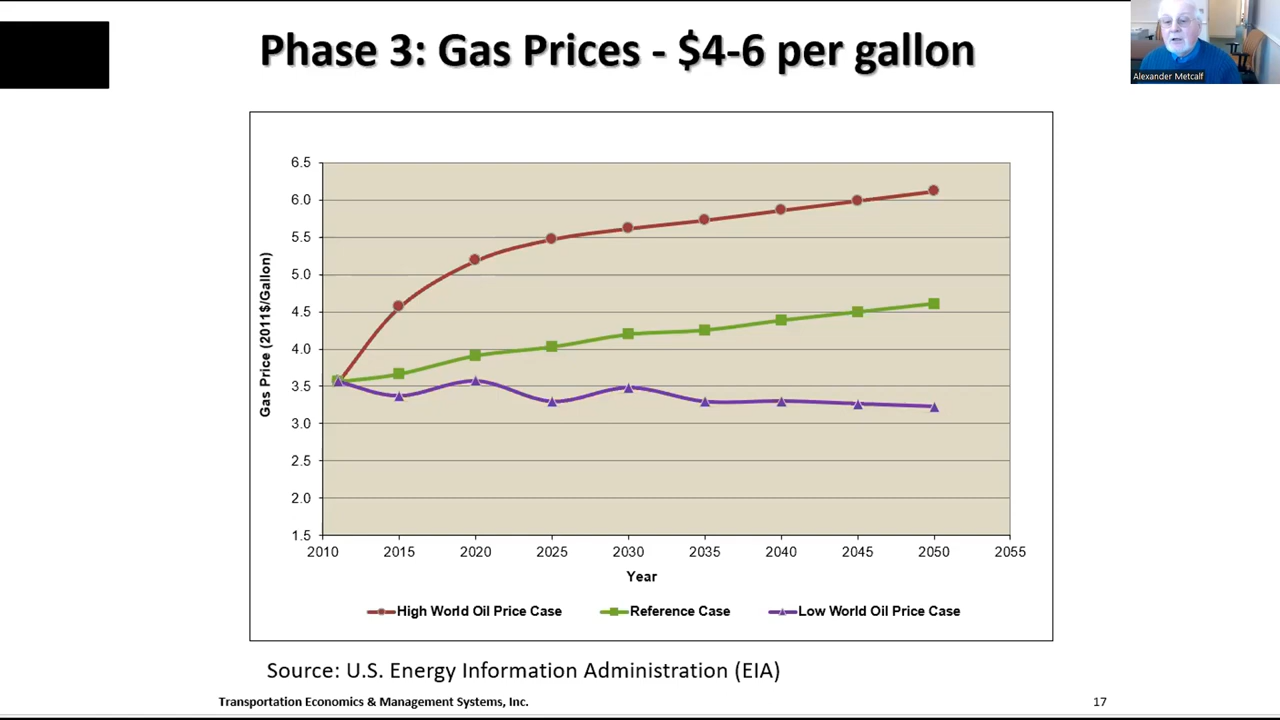 Phase 3: Gas Prices - $4-6 per gallon
Alexander Metcalf
6.5
6.0
5.5
5.0
4.5
4.0
3.5
3.0
2.5
2.0
1.5
Gas Price (2011$/Gallon)
2010 2015 2020 2025 2030 2035 2040 2045 2050 2055
Year
High World Oil Price Case Reference Case Low World Oil Price Case
Source: U.S. Energy Information Administration (EIA)
Transportation Economics & Management Systems, Inc. 17